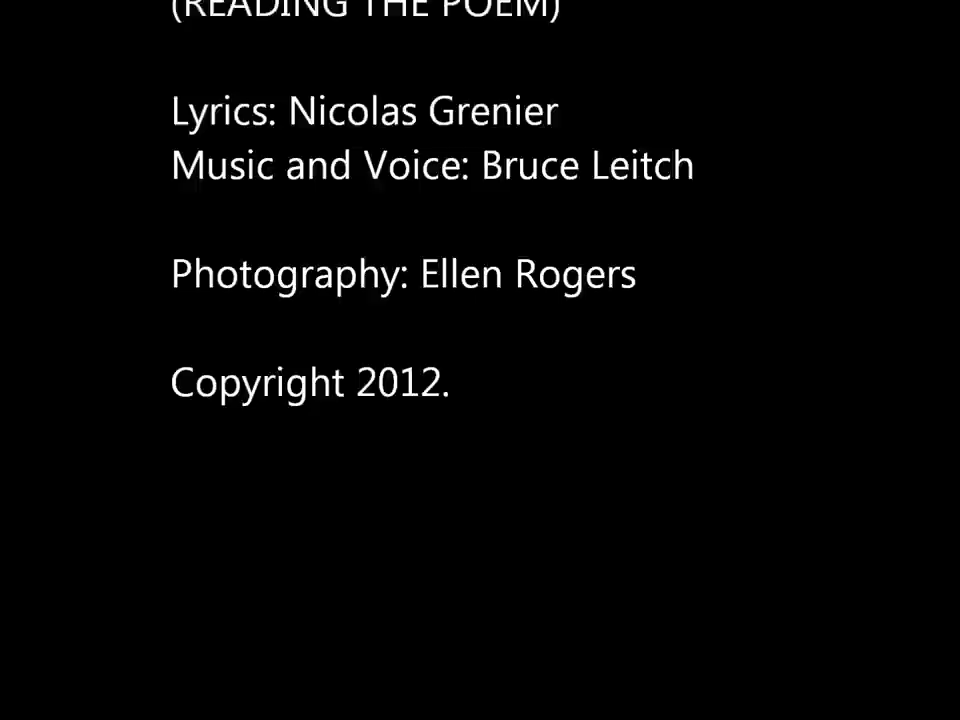 (READING THE POEM)
Lyrics: Nicolas Grenier
Music and Voice: Bruce Leitch
Photography: Ellen Rogers
Copyright 2012.